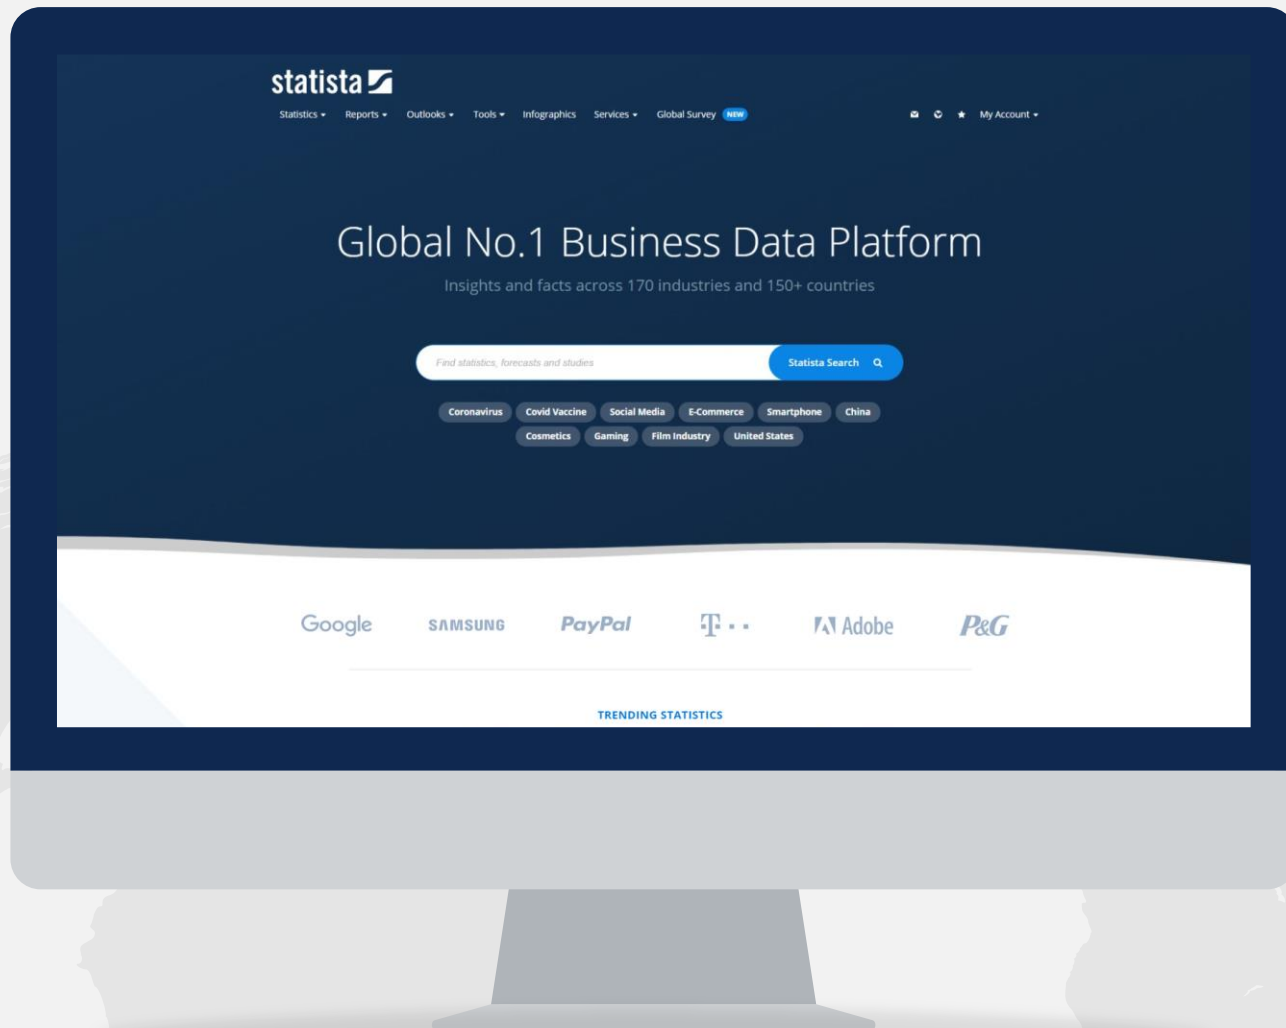 statista
Statistics Reports Outlooks Tools Infographics Services Global Survey NEW My Account
Global No.1 Business Data Platform
Insights and facts across 170 industries and 150+ countries
Find statistics, forecasts and studies Statista Search
Coronavirus Covid Vaccine Social Media E-Commerce Smartphone China
Cosmetics Gaming Film Industry United States
Google SAMSUNG PayPal T Adobe P&G
TRENDING STATISTICS